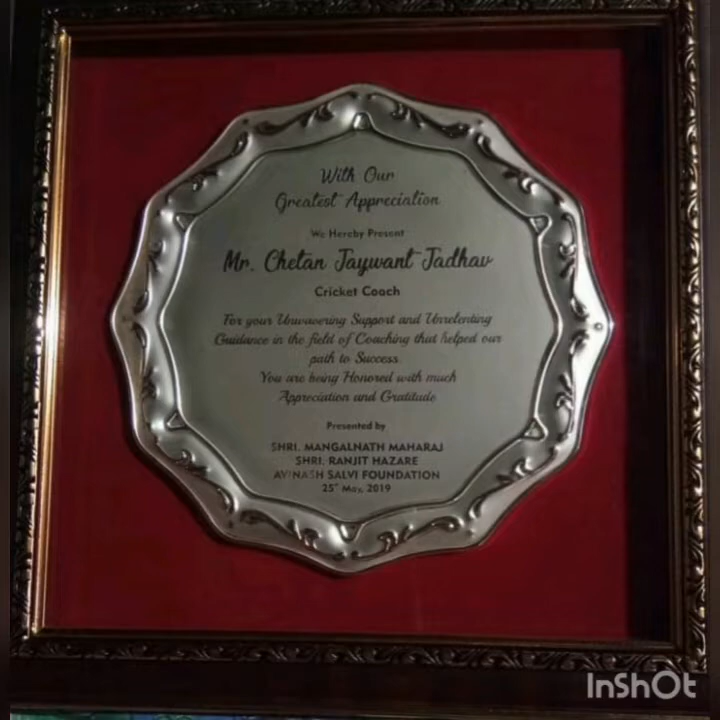 With Our
Greatest Appreciation
We Hereby Present
Mr. Chetan Jaywant Jadhav
Cricket Coach
For your Unwavering Support and Unrelenting
Guidance in the field of Coaching that helped our
path to Success.
You are being Honored with much
Appreciation and Gratitude
Presented by
SHRI. MANGALNATH MAHARAJ
SHRI. RANJIT HAZARE
AVINASH SALVI FOUNDATION
25" May, 2019
InShOt